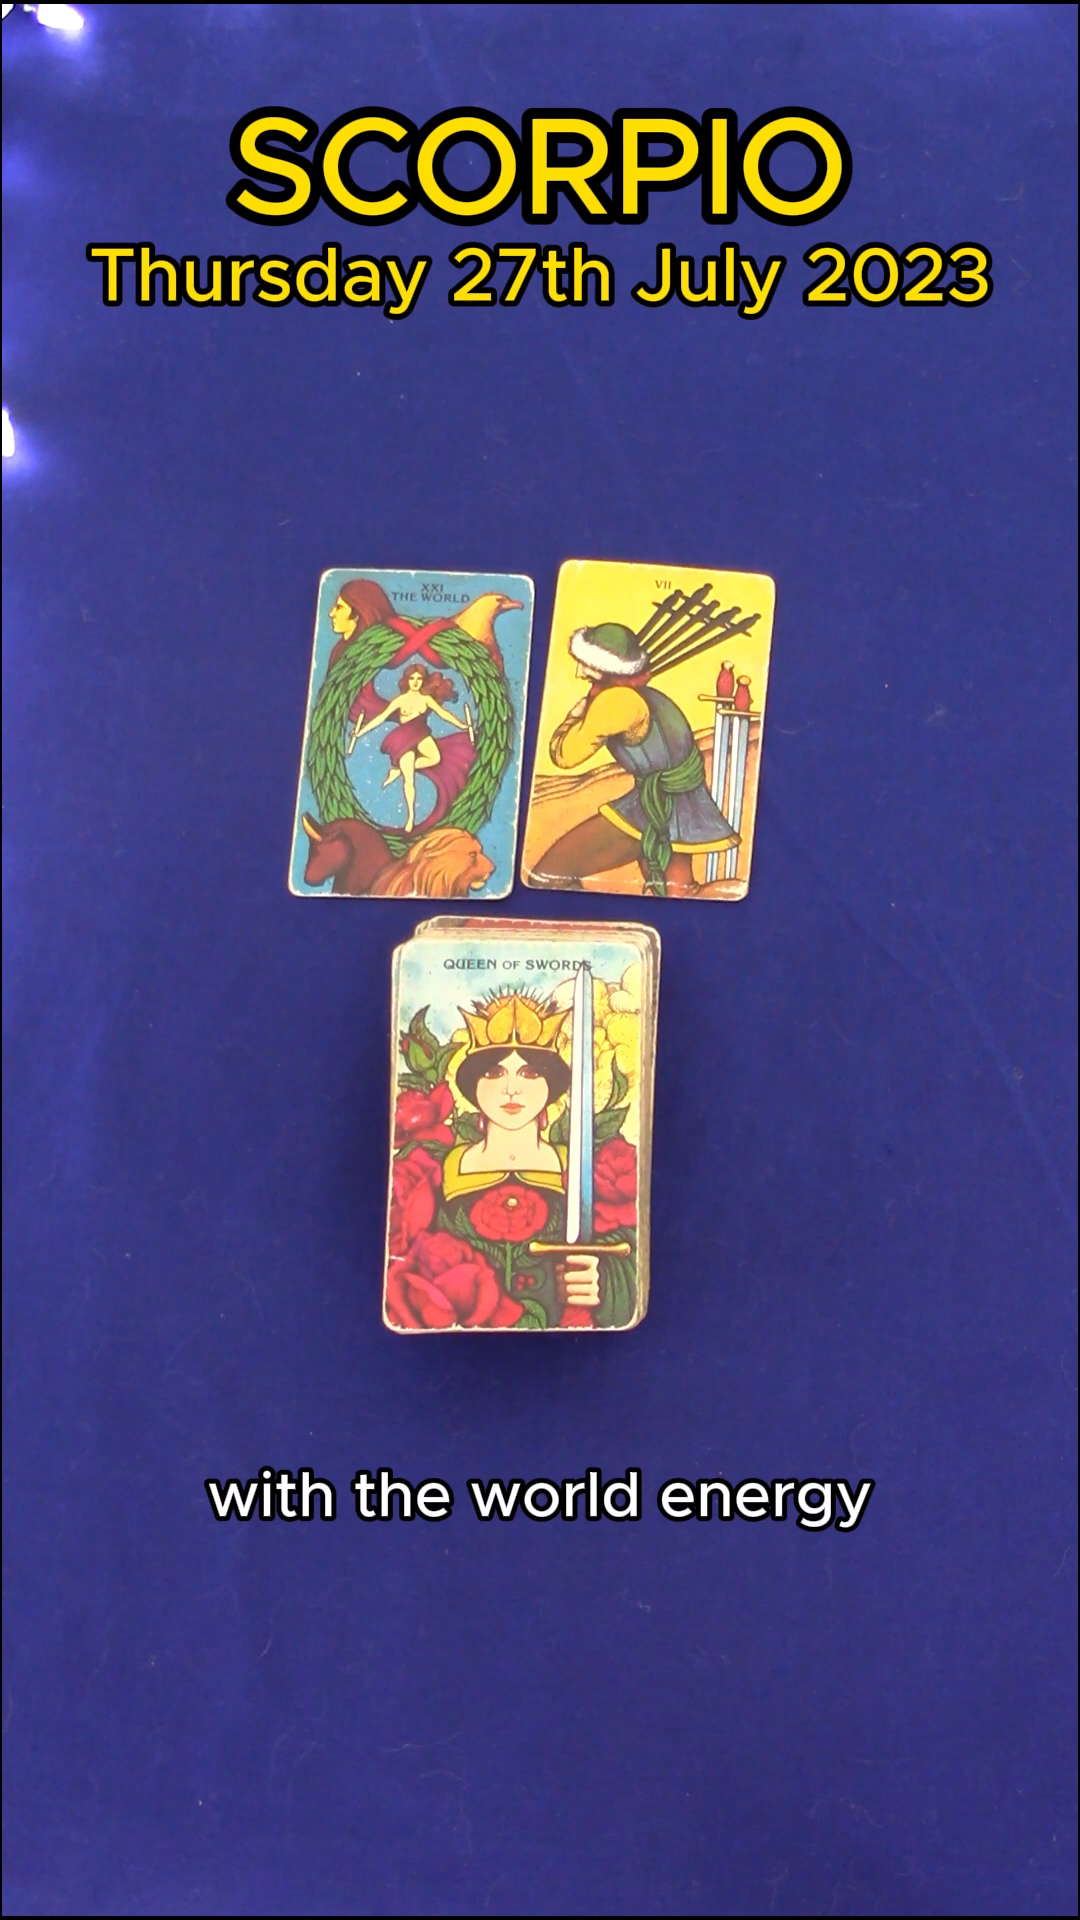 SCORPIO
Thursday 27th July 2023
XXI
THE WORLD
VII
QUEEN OF SWORDS
with the world energy